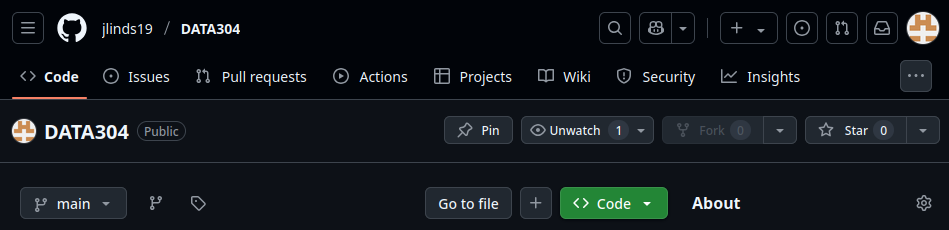 jlinds19 / DATA304
Code Issues Pull requests Actions Projects Wiki Security Insights
DATA304 Public Pin Unwatch 1 Fork 0 Star 0
main Go to file Code About